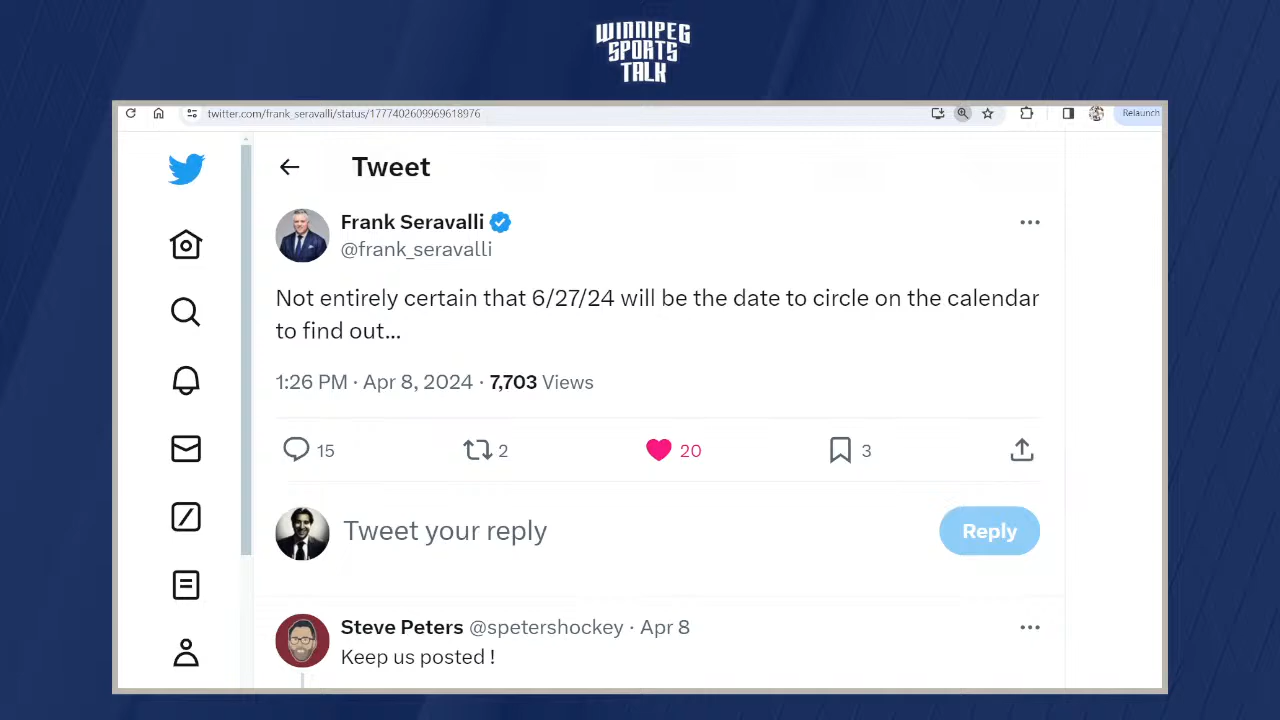 WINNIPEG
SPORTS
TALK
twitter.com/frank_seravalli/status/1777402609969618976
Relaunch
Tweet
Frank Seravalli
@frank_seravalli
Not entirely certain that 6/27/24 will be the date to circle on the calendar
to find out...
1:26 PM · Apr 8, 2024 · 7,703 Views
15 2 20 3
Tweet your reply
Reply
Steve Peters @spetershockey · Apr 8
Keep us posted !